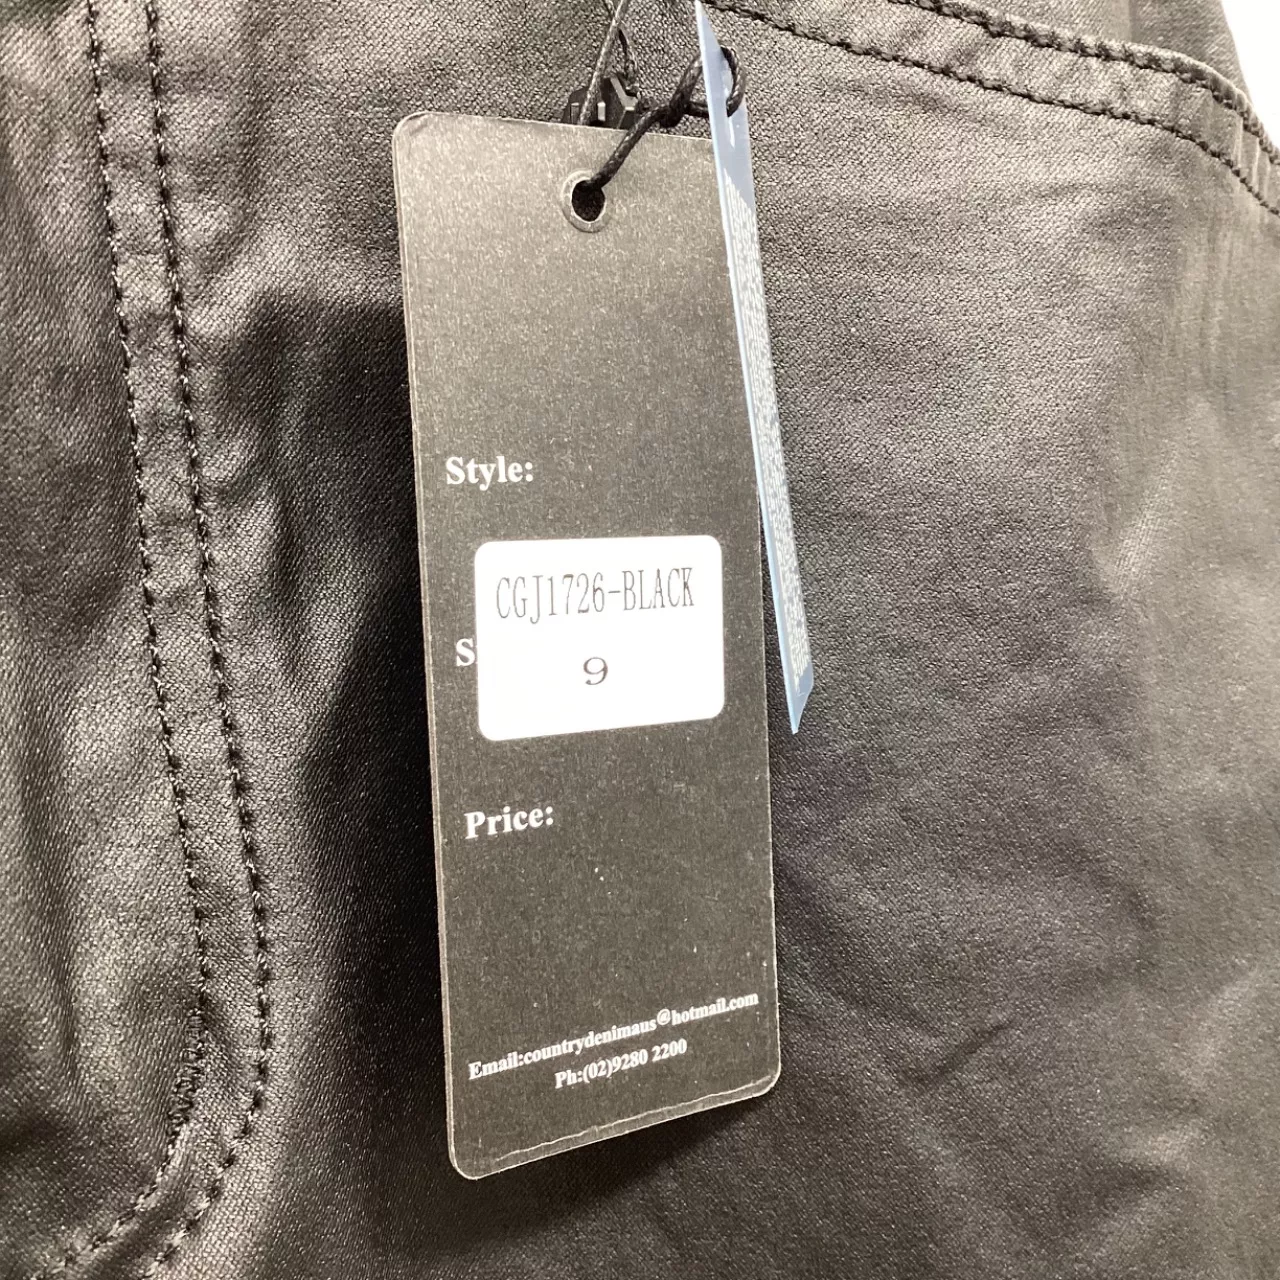 Style:
CGJ1726-BLACK
S
9
Price:
Email:countrydenimaus@hotmail.com
Ph:(02)9280 2200